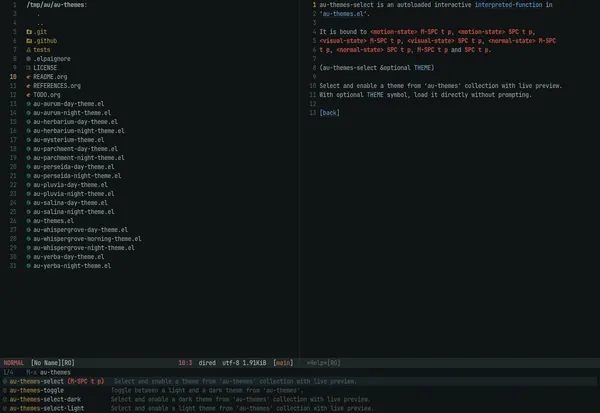 1 /tmp/au/au-themes:
3 .
4 ..
5 .git
6 .github
7 tests
8 .elpaignore
9 LICENSE
10 README.org
11 REFERENCES.org
12 TODO.org
13 au-aurum-day-theme.el
14 au-aurum-night-theme.el
15 au-herbarium-day-theme.el
16 au-herbarium-night-theme.el
17 au-mysterium-theme.el
18 au-parchment-day-theme.el
19 au-parchment-night-theme.el
20 au-perseida-day-theme.el
21 au-perseida-night-theme.el
22 au-pluvia-day-theme.el
23 au-pluvia-night-theme.el
24 au-salina-day-theme.el
25 au-salina-night-theme.el
26 au-themes.el
27 au-whispergrove-day-theme.el
28 au-whispergrove-morning-theme.el
29 au-whispergrove-night-theme.el
30 au-yerba-day-theme.el
31 au-yerba-night-theme.el
1 au-themes-select is an autoloaded interactive interpreted-function in
2 'au-themes.el'.
3
4 It is bound to <motion-state> M-SPC t p, <motion-state> SPC t p,
5 <visual-state> M-SPC t p, <visual-state> SPC t p, <normal-state> M-SPC
6 t p, <normal-state> SPC t p, M-SPC t p and SPC t p.
7
8 (au-themes-select &optional THEME)
9
10 Select and enable a theme from 'au-themes' collection with live preview.
11 With optional THEME symbol, load it directly without prompting.
12
13 [back]
NORMAL [No Name][RO] 10:3 dired utf-8 1.91KiB [main] *Help*[RO]
1/4 M-x au-themes
au-themes-select (M-SPC t p) Select and enable a theme from 'au-themes' collection with live preview.
au-themes-toggle Toggle between a light and a dark theme from 'au-themes'.
au-themes-select-dark Select and enable a dark theme from 'au-themes' collection with live preview.
au-themes-select-light Select and enable a light theme from 'au-themes' collection with live preview.